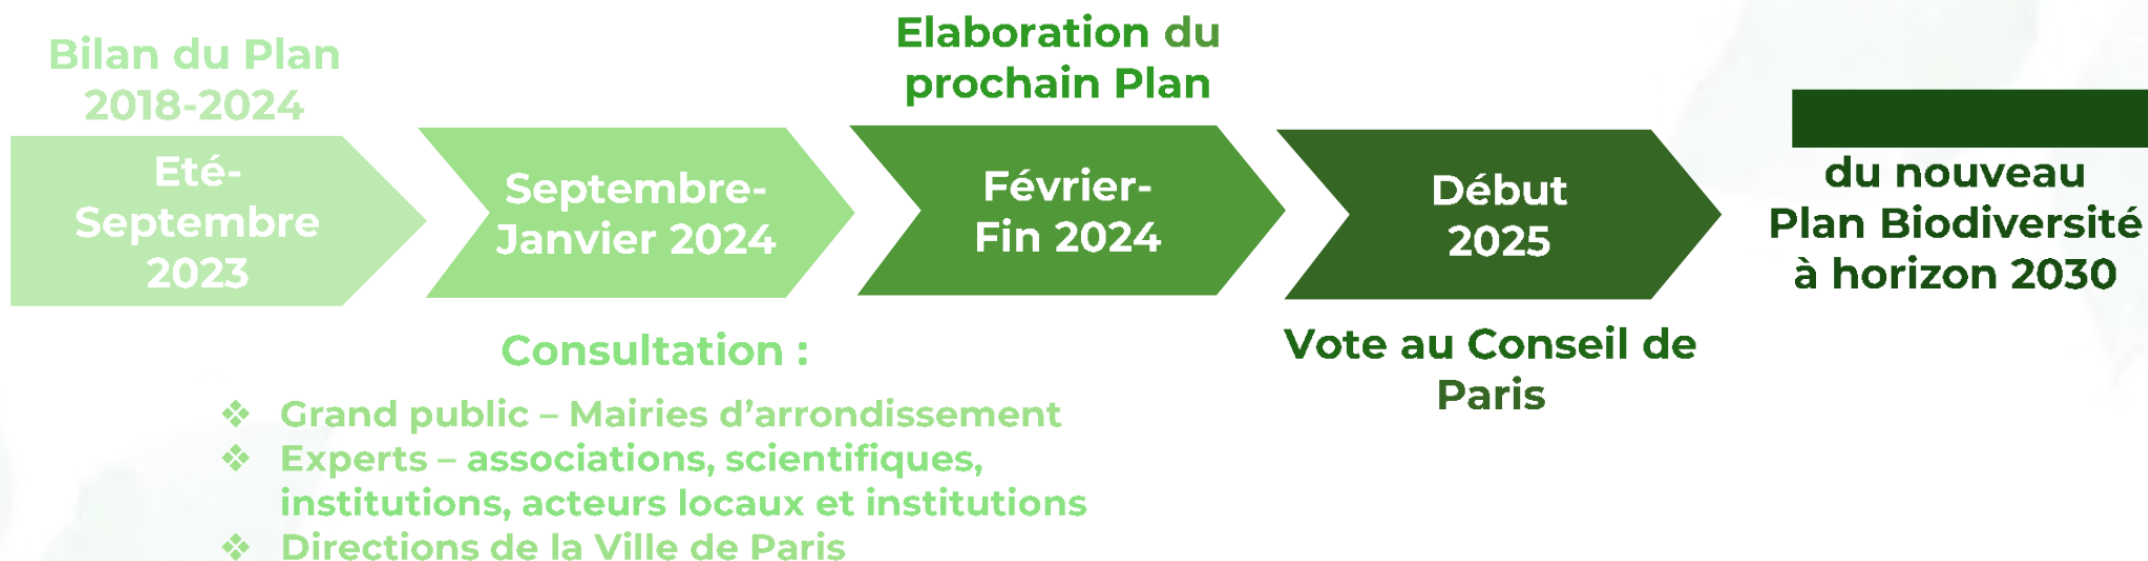 Bilan du Plan
2018-2024
Eté-
Septembre
2023
Septembre-
Janvier 2024
Consultation :
❖ Grand public – Mairies d’arrondissement
❖ Experts – associations, scientifiques,
institutions, acteurs locaux et institutions
❖ Directions de la Ville de Paris
Elaboration du
prochain Plan
Février-
Fin 2024
Début
2025
Vote au Conseil de
Paris
du nouveau
Plan Biodiversité
à horizon 2030